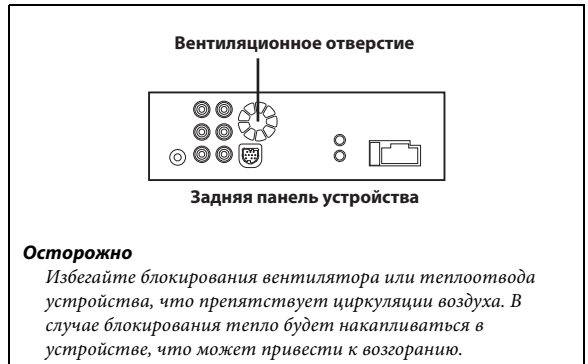 Вентиляционное отверстие
Задняя панель устройства
Осторожно
Избегайте блокирования вентилятора или теплоотвода
устройства, что препятствует циркуляции воздуха. В
случае блокирования тепло будет накапливаться в
устройстве, что может привести к возгоранию.